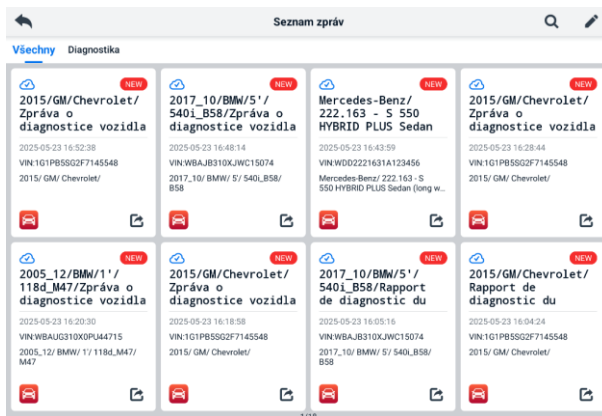 Seznam zpráv
Všechny Diagnostika
NEW
2015/GM/Chevrolet/
Zpráva o
diagnostice vozidla
2025-05-23 16:52:38
VIN:1G1PB5SG2F7145548
2015/ GM/ Chevrolet/
NEW
2017_10/BMW/5'/
540i_B58/Zpráva o
diagnostice vozidla
2025-05-23 16:48:14
VIN:WBAJB310XJWC15074
2017_10/ BMW/ 5'/ 540i_B58/
B58
NEW
Mercedes-Benz/
222.163 - S 550
HYBRID PLUS Sedan
2025-05-23 16:43:59
VIN:WDD2221631A123456
Mercedes-Benz/ 222.163 - S
550 HYBRID PLUS Sedan (long w...
NEW
2015/GM/Chevrolet/
Zpráva o
diagnostice vozidla
2025-05-23 16:28:44
VIN:1G1PB5SG2F7145548
2015/ GM/ Chevrolet/
NEW
2005_12/BMW/1'/
118d_M47/Zpráva o
diagnostice vozidla
2025-05-23 16:20:30
VIN:WBAUG310X0PU44715
2005_12/ BMW/ 1'/ 118d_M47/
M47
NEW
2015/GM/Chevrolet/
Zpráva o
diagnostice vozidla
2025-05-23 16:18:58
VIN:1G1PB5SG2F7145548
2015/ GM/ Chevrolet/
NEW
2017_10/BMW/5'/
540i_B58/Rapport
de diagnostic du
2025-05-23 16:05:16
VIN:WBAJB310XJWC15074
2017_10/ BMW/ 5'/ 540i_B58/
B58
NEW
2015/GM/Chevrolet/
Rapport de
diagnostic du
2025-05-23 16:04:24
VIN:1G1PB5SG2F7145548
2015/ GM/ Chevrolet/